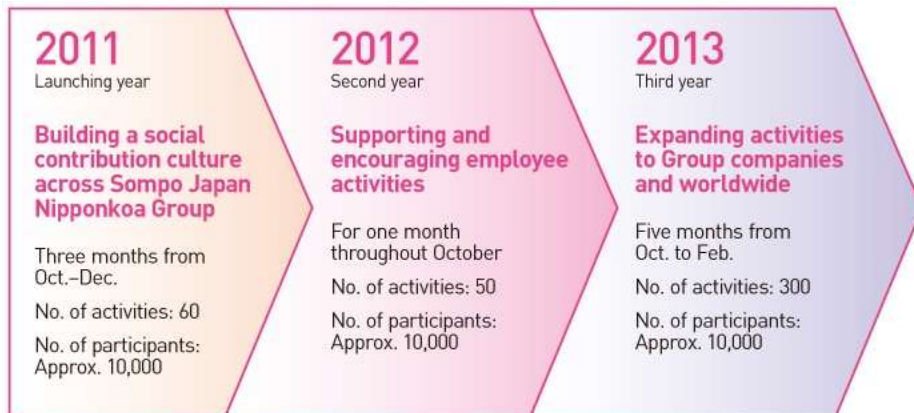 2011
Launching year
Building a social
contribution culture
across Sompo Japan
Nipponkoa Group
Three months from
Oct.–Dec.
No. of activities: 60
No. of participants:
Approx. 10,000
2012
Second year
Supporting and
encouraging employee
activities
For one month
throughout October
No. of activities: 50
No. of participants:
Approx. 10,000
2013
Third year
Expanding activities
to Group companies
and worldwide
Five months from
Oct. to Feb.
No. of activities: 300
No. of participants:
Approx. 10,000